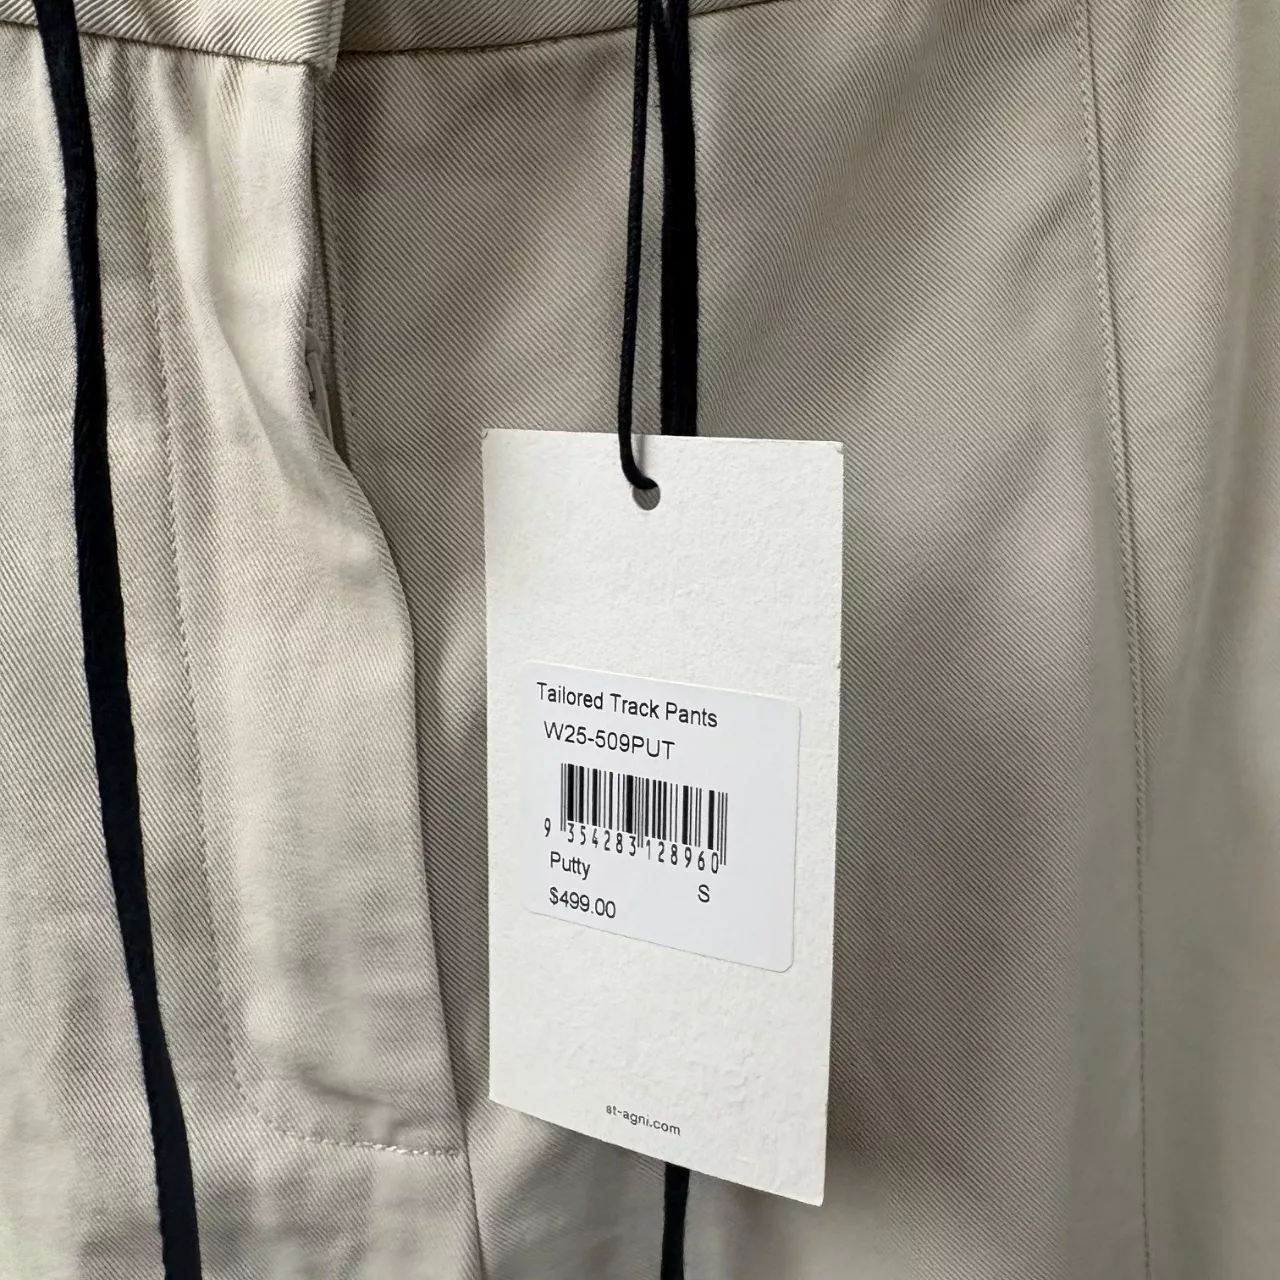 Tailored Track Pants
W25-509PUT
9 354283 128960
Putty
S
$499.00
st-agni.com